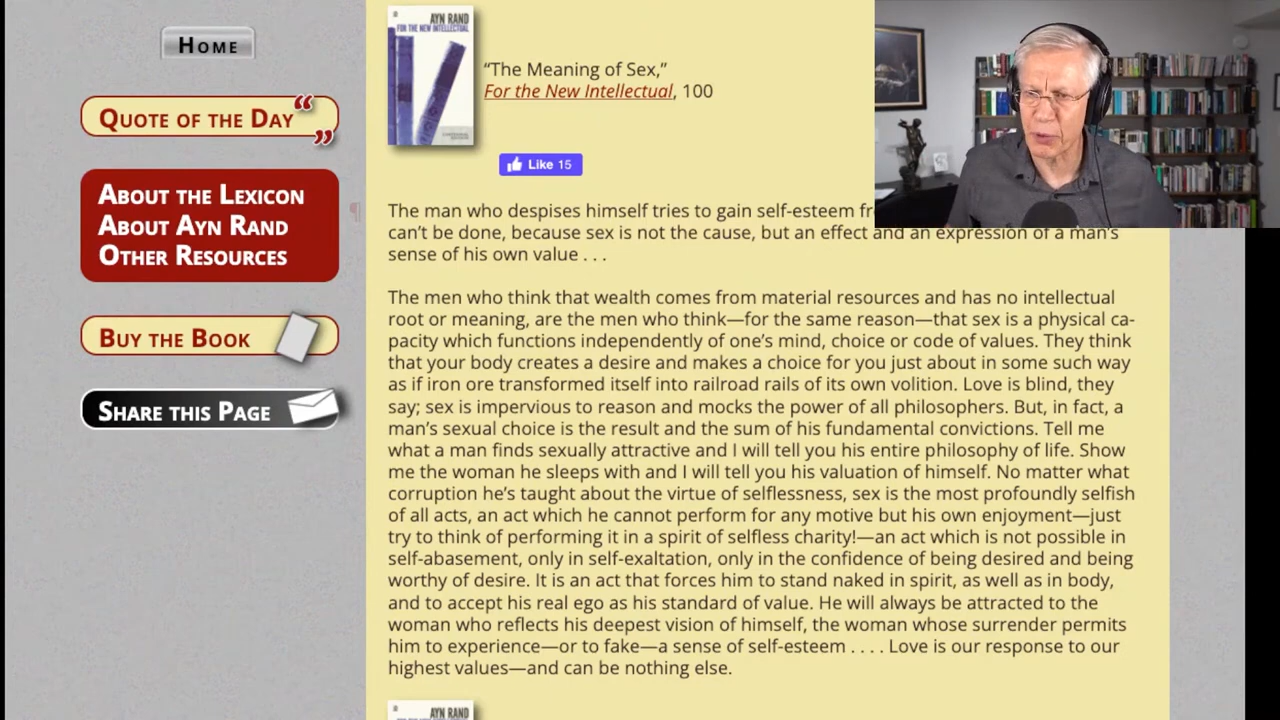 HOME
QUOTE OF THE DAY
ABOUT THE LEXICON
ABOUT AYN RAND
OTHER RESOURCES
BUY THE BOOK
SHARE THIS PAGE
AYN RAND
FOR THE NEW INTELLECTUAL
“The Meaning of Sex,”
For the New Intellectual, 100
Like 15
The man who despises himself tries to gain self-esteem
can’t be done, because sex is not the cause, but an effect and an expression of a man’s
sense of his own value . . .
The men who think that wealth comes from material resources and has no intellectual
root or meaning, are the men who think—for the same reason—that sex is a physical ca-
pacity which functions independently of one’s mind, choice or code of values. They think
that your body creates a desire and makes a choice for you just about in some such way
as if iron ore transformed itself into railroad rails of its own volition. Love is blind, they
say; sex is impervious to reason and mocks the power of all philosophers. But, in fact, a
man’s sexual choice is the result and the sum of his fundamental convictions. Tell me
what a man finds sexually attractive and I will tell you his entire philosophy of life. Show
me the woman he sleeps with and I will tell you his valuation of himself. No matter what
corruption he’s taught about the virtue of selflessness, sex is the most profoundly selfish
of all acts, an act which he cannot perform for any motive but his own enjoyment—just
try to think of performing it in a spirit of selfless charity!—an act which is not possible in
self-abasement, only in self-exaltation, only in the confidence of being desired and being
worthy of desire. It is an act that forces him to stand naked in spirit, as well as in body,
and to accept his real ego as his standard of value. He will always be attracted to the
woman who reflects his deepest vision of himself, the woman whose surrender permits
him to experience—or to fake—a sense of self-esteem . . . . Love is our response to our
highest values—and can be nothing else.
AYN RAND